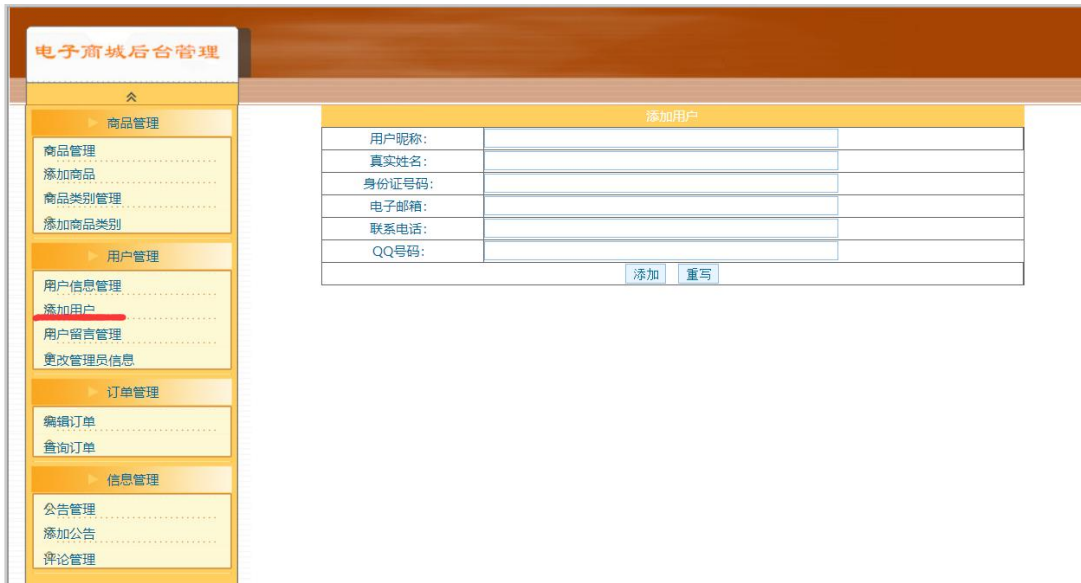 电子商城后台管理
商品管理
商品管理
添加商品
商品类别管理
添加商品类别
用户管理
用户信息管理
添加用户
用户留言管理
更改管理员信息
订单管理
编辑订单
查询订单
信息管理
公告管理
添加公告
评论管理
添加用户
用户昵称：
真实姓名：
身份证号码：
电子邮箱：
联系电话：
QQ号码：
添加 重写